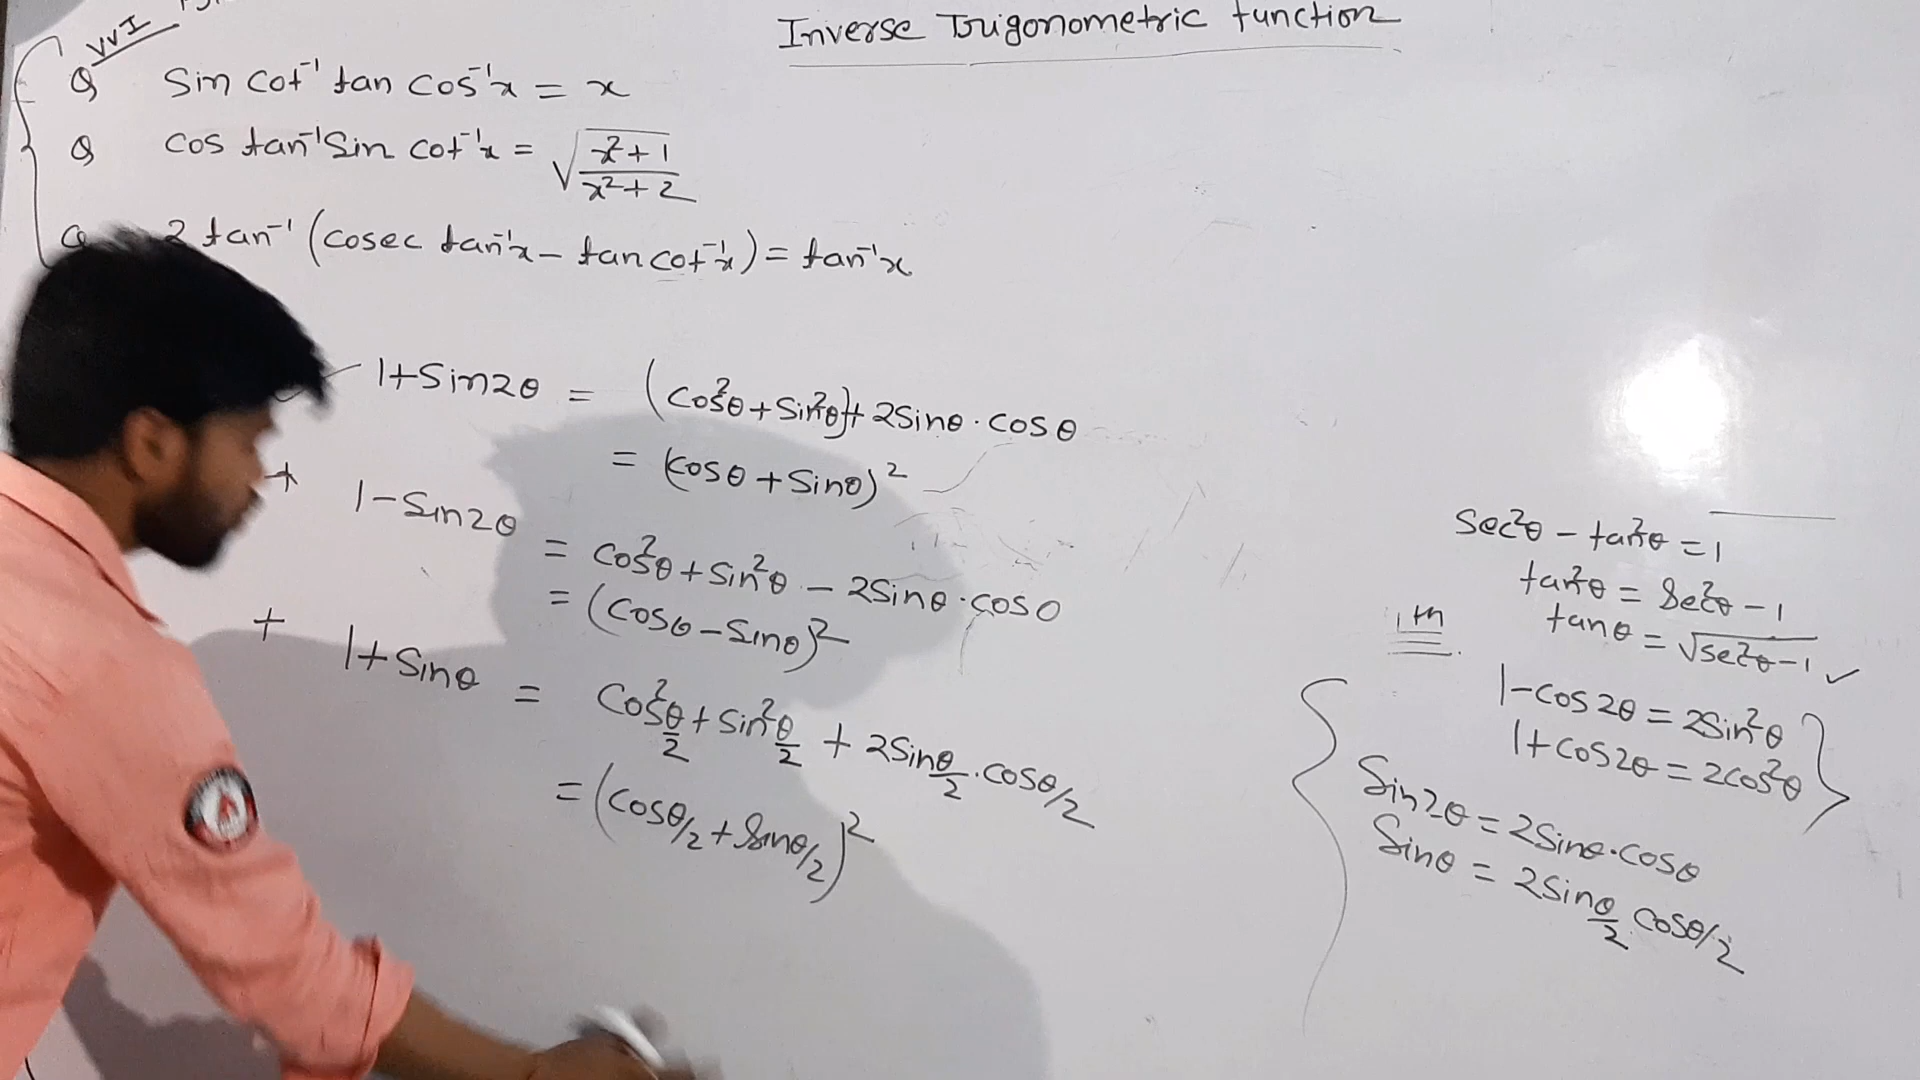 Inverse Trigonometric function
VVI
Q sin cot⁻¹ tan cos⁻¹x = x
Q cos tan⁻¹ sin cot⁻¹x = √((x²+1)/(x²+2))
Q 2 tan⁻¹ (cosec tan⁻¹x − tan cot⁻¹x) = tan⁻¹x
1+sin2θ = (cos²θ + sin²θ) + 2sinθ·cosθ
= (cosθ + sinθ)²
+ 1−sin2θ
= cos²θ + sin²θ − 2sinθ·cosθ
= (cosθ − sinθ)²
+ 1+sinθ = cos²θ/2 + sin²θ/2 + 2sinθ/2·cosθ/2
= (cosθ/2 + sinθ/2)²
sec²θ − tan²θ = 1
tan²θ = sec²θ − 1
tanθ = √sec²θ−1 ✓
1−cos2θ = 2sin²θ
1+cos2θ = 2cos²θ
sin2θ = 2sinθ·cosθ
sinθ = 2sinθ/2 cosθ/2